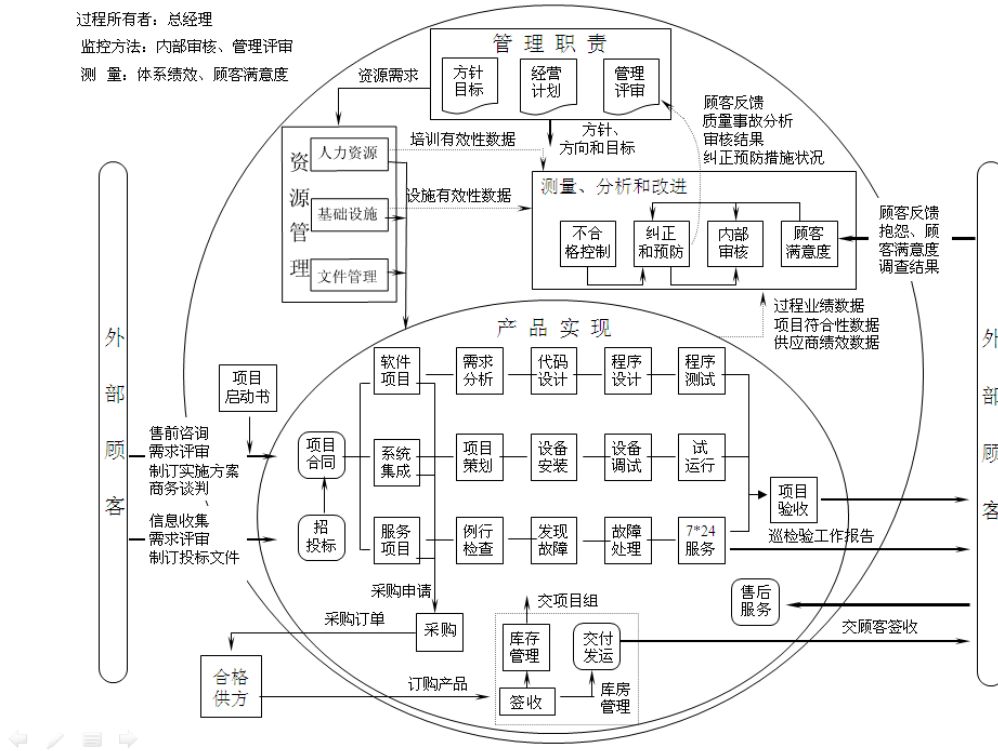 过程所有者：总经理
监控方法：内部审核、管理评审
测 量：体系绩效、顾客满意度
管 理 职 责
方针
目标
经营
计划
管理
评审
资源需求
方针、
方向和目标
顾客反馈
质量事故分析
审核结果
纠正预防措施状况
资源管理
人力资源
基础设施
文件管理
培训有效性数据
设施有效性数据
测量、分析和改进
不合
格控制
纠正
和预防
内部
审核
顾客
满意度
顾客反馈
抱怨、顾
客满意度
调查结果
过程业绩数据
项目符合性数据
供应商绩效数据
外部顾客
外部顾客
产 品 实 现
软件
项目
需求
分析
代码
设计
程序
设计
程序
测试
项目
启动书
售前咨询
需求评审
制订实施方案
商务谈判
项目
合同
系统
集成
项目
策划
设备
安装
设备
调试
试
运行
项目
验收
信息收集
需求评审
制订投标文件
招
投标
服务
项目
例行
检查
发现
故障
故障
处理
7*24
服务
巡检验工作报告
采购申请
售后
服务
采购订单
采购
交项目组
库存
管理
交付
发运
交顾客签收
合格
供方
订购产品
签收
库房
管理